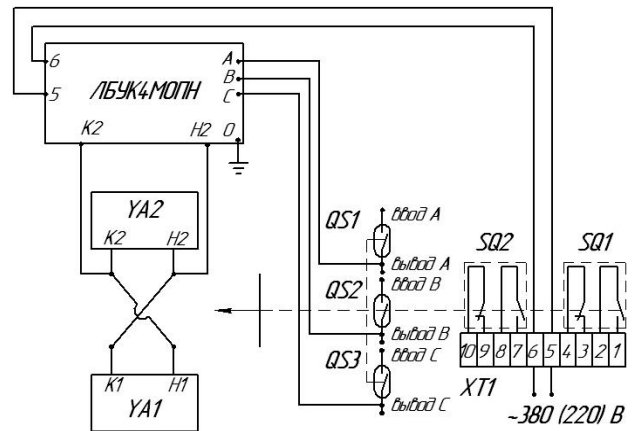 6
5
ЛБУК4МОПН
A
B
C
0
K2
H2
YA2
K2
H2
K1
H1
YA1
QS1
ввод A
вывод A
QS2
ввод B
вывод B
QS3
ввод C
вывод C
SQ2
SQ1
10 9 8 7 6 5 4 3 2 1
XT1
~380 (220) В